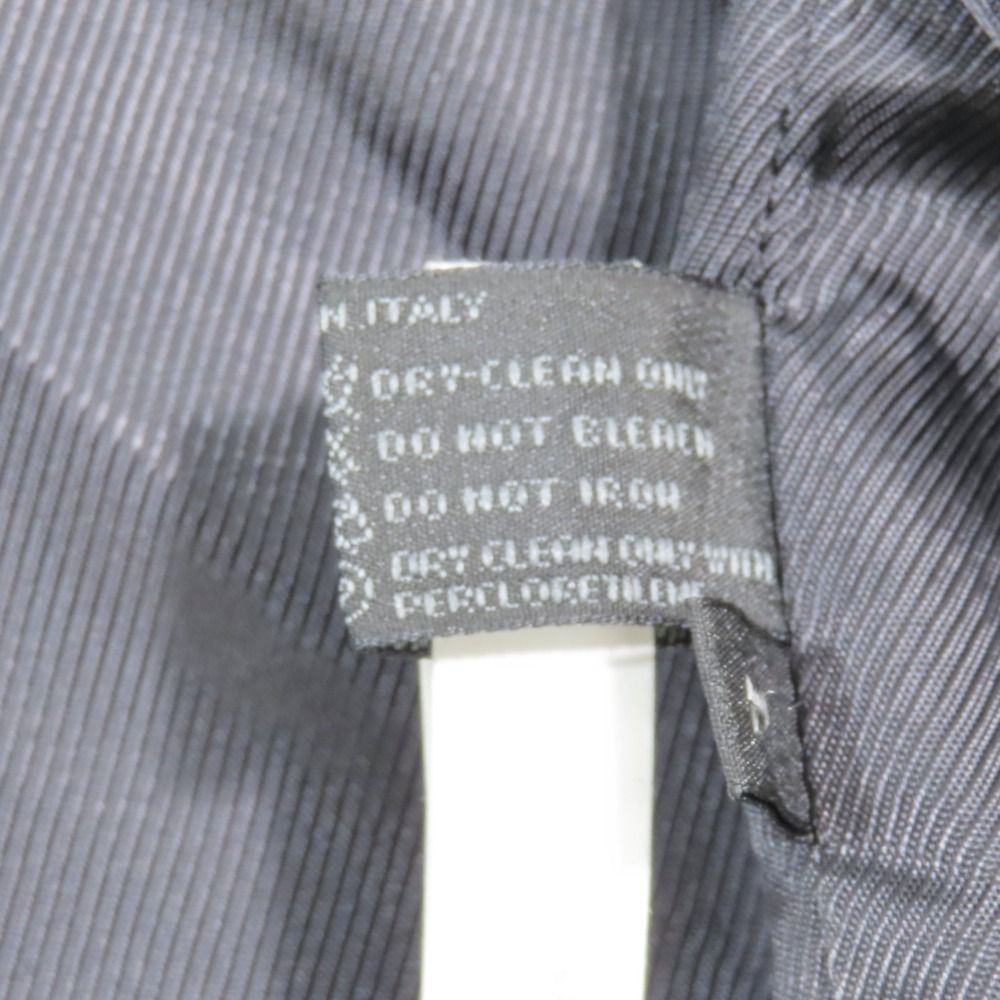 N ITALY
DRY-CLEAN ONLY
DO NOT BLEACH
DO NOT IRON
DRY CLEAN ONLY WITH
PERCLORETILENE